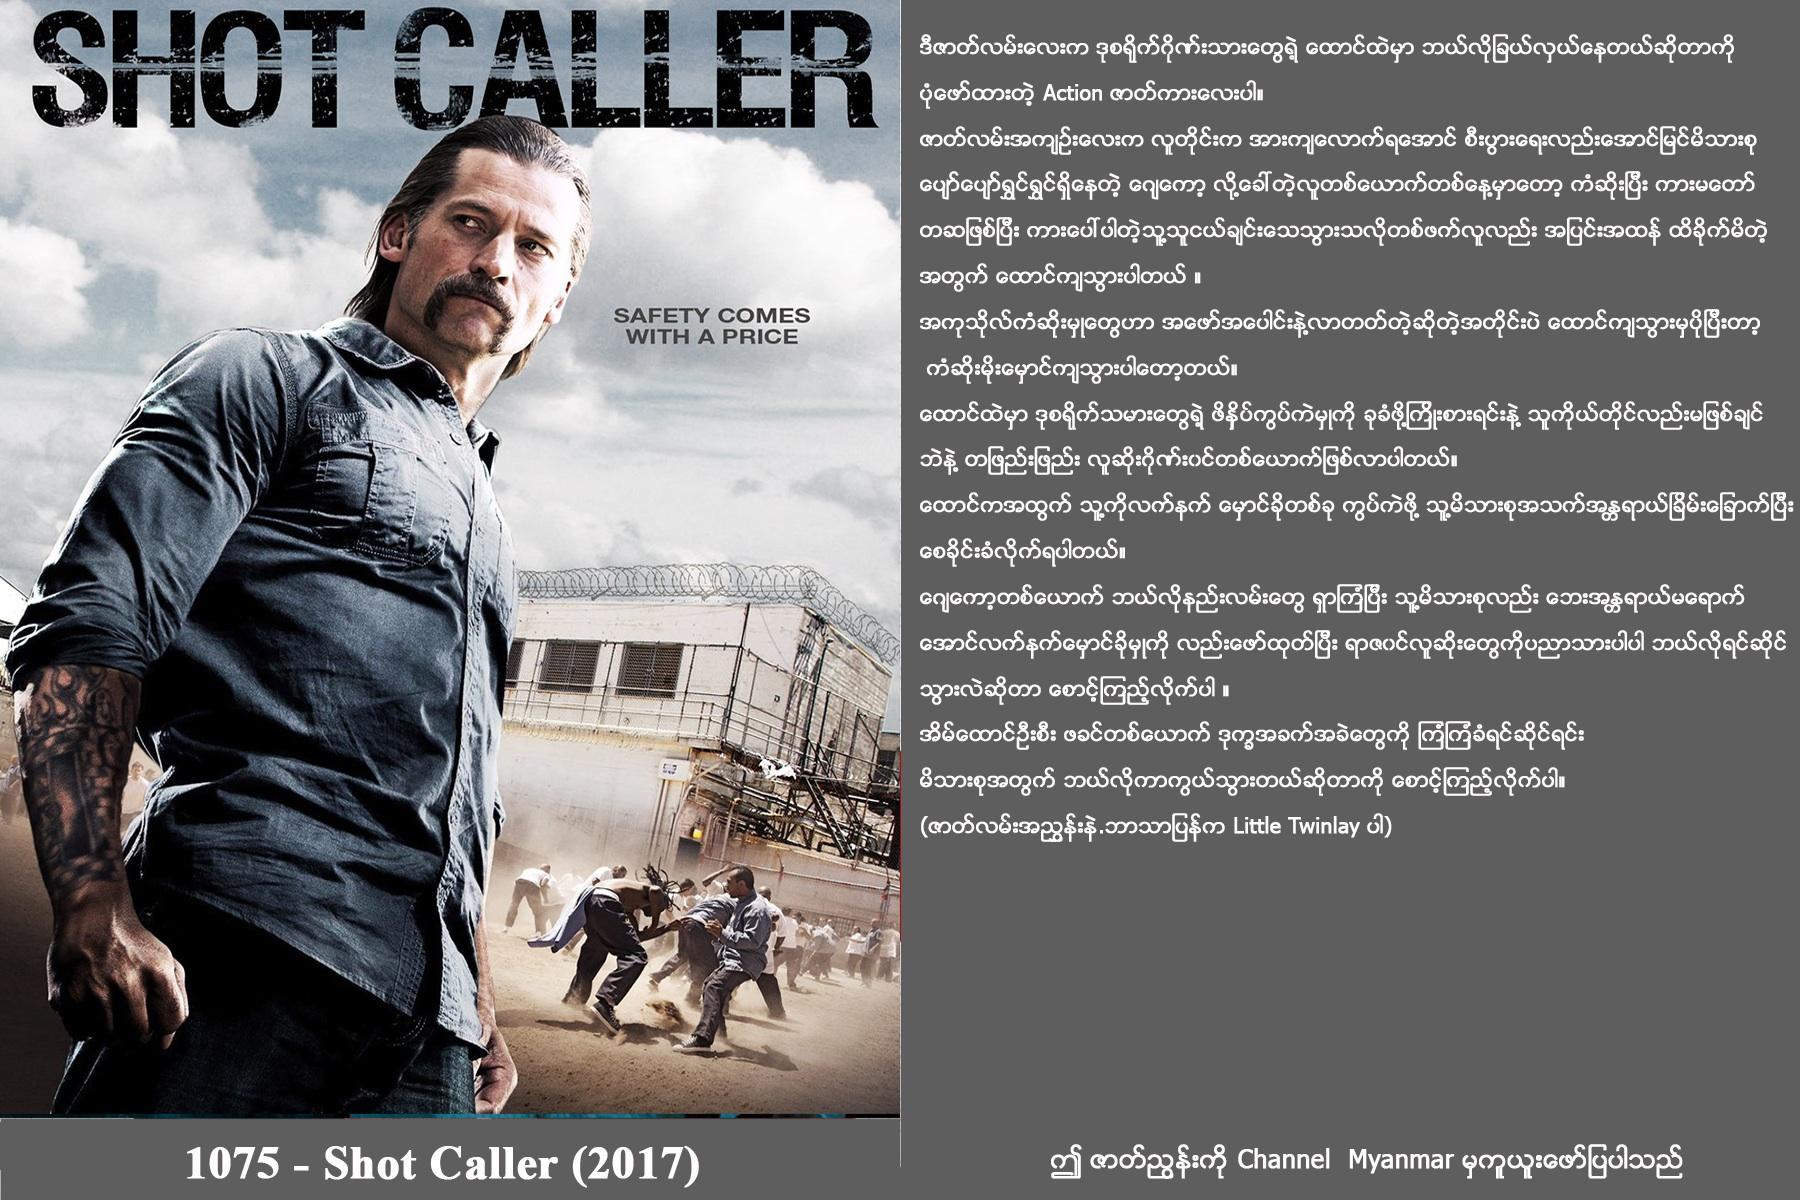 SHOT CALLER
SAFETY COMES
WITH A PRICE
1075 - Shot Caller (2017)
ဒီဇာတ်လမ်းလေးက ဒုစရိုက်ဂိုဏ်းသားတွေရဲ့ ထောင်ထဲမှာ ဘယ်လိုခြယ်လှယ်နေတယ်ဆိုတာကို
ပုံဖော်ထားတဲ့ Action ဇာတ်ကားလေးပါ။
ဇာတ်လမ်းအကျဉ်းလေးက လူတိုင်းက အားကျလောက်ရအောင် စီးပွားရေးလည်းအောင်မြင်မိသားစု
ပျော်ပျော်ရွှင်ရွှင်ရှိနေတဲ့ ဂျေကော့ လို့ခေါ်တဲ့လူတစ်ယောက်တစ်နေ့မှာတော့ ကံဆိုးပြီး ကားမတော်
တဆဖြစ်ပြီး ကားပေါ်ပါတဲ့သူ့သူငယ်ချင်းသေသွားသလိုတစ်ဖက်လူလည်း အပြင်းအထန် ထိခိုက်မိတဲ့
အတွက် ထောင်ကျသွားပါတယ် ။
အကုသိုလ်ကံဆိုးမှုတွေဟာ အဖော်အပေါင်းနဲ့လာတတ်တဲ့ဆိုတဲ့အတိုင်းပဲ ထောင်ကျသွားမှပိုပြီးတာ့
ကံဆိုးမိုးမှောင်ကျသွားပါတော့တယ်။
ထောင်ထဲမှာ ဒုစရိုက်သမားတွေရဲ့ ဖိနှိပ်ကွပ်ကဲမှုကို ခုခံဖို့ကြိုးစားရင်းနဲ့ သူကိုယ်တိုင်လည်းမဖြစ်ချင်
ဘဲနဲ့ တဖြည်းဖြည်း လူဆိုးဂိုဏ်းဝင်တစ်ယောက်ဖြစ်လာပါတယ်။
ထောင်ကအထွက် သူ့ကိုလက်နက် မှောင်ခိုတစ်ခု ကွပ်ကဲဖို့ သူ့မိသားစုအသက်အန္တရာယ်ခြိမ်းခြောက်ပြီး
စေခိုင်းခံလိုက်ရပါတယ်။
ဂျေကော့တစ်ယောက် ဘယ်လိုနည်းလမ်းတွေ ရှာကြံပြီး သူ့မိသားစုလည်း ဘေးအန္တရာယ်မရောက်
အောင်လက်နက်မှောင်ခိုမှုကို လည်းဖော်ထုတ်ပြီး ရာဇဝင်လူဆိုးတွေကိုပညာသားပါပါ ဘယ်လိုရင်ဆိုင်
သွားလဲဆိုတာ စောင့်ကြည့်လိုက်ပါ ။
အိမ်ထောင်ဦးစီး ဖခင်တစ်ယောက် ဒုက္ခအခက်အခဲတွေကို ကြံကြံခံရင်ဆိုင်ရင်း
မိသားစုအတွက် ဘယ်လိုကာကွယ်သွားတယ်ဆိုတာကို စောင့်ကြည့်လိုက်ပါ။
(ဇာတ်လမ်းအညွှန်းနဲ.ဘာသာပြန်က Little Twinlay ပါ)
ဤ ဇာတ်ညွှန်းကို Channel Myanmar မှကူယူးဖော်ပြပါသည်